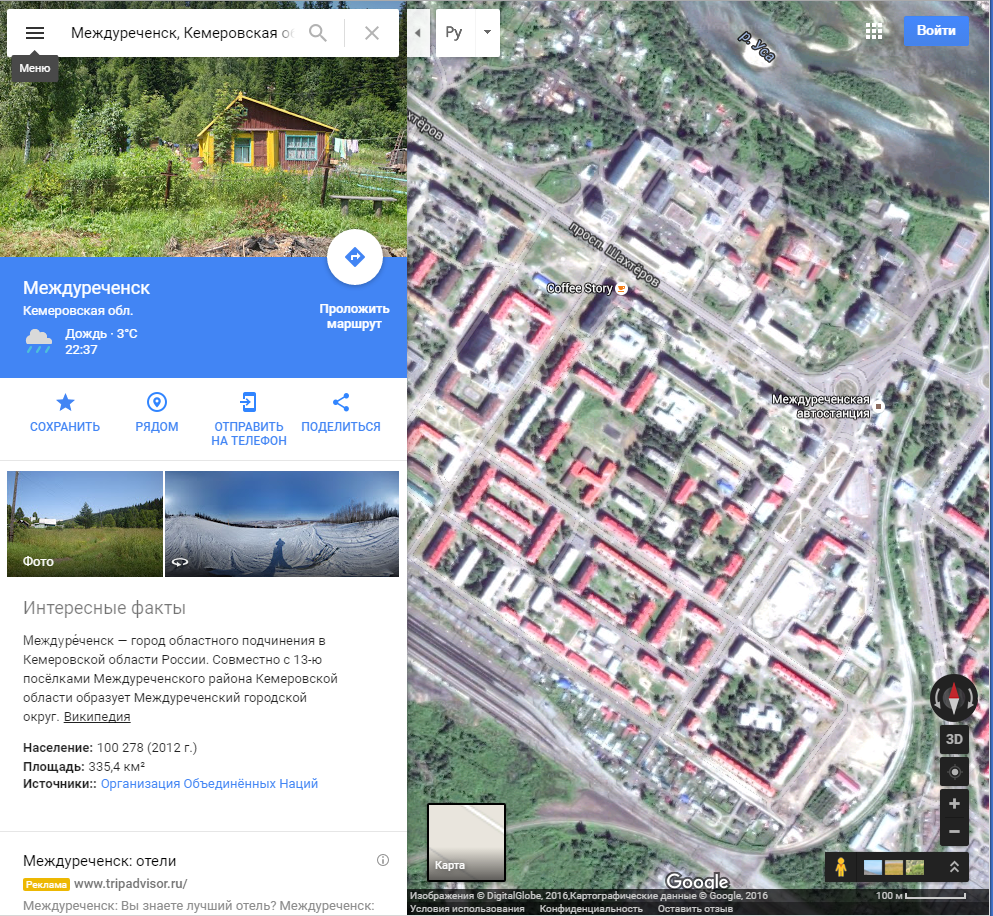 Междуреченск, Кемеровская о
Меню
Междуреченск
Кемеровская обл.
Дождь · 3°C
22:37
Проложить
маршрут
СОХРАНИТЬ
РЯДОМ
ОТПРАВИТЬ
НА ТЕЛЕФОН
ПОДЕЛИТЬСЯ
Фото
Интересные факты
Междуре́ченск — город областного подчинения в
Кемеровской области России. Совместно с 13-ю
посёлками Междуреченского района Кемеровской
области образует Междуреченский городской
округ. Википедия
Население: 100 278 (2012 г.)
Площадь: 335,4 км²
Источники:: Организация Объединённых Наций
Междуреченск: отели
Реклама www.tripadvisor.ru/
Междуреченск: Вы знаете лучший отель? Междуреченск:
Ру
Войти
р. Уса
хтёров
просп. Шахтёров
Coffee Story
Междуреченская
автостанция
3D
+
−
Карта
Google
Изображения © DigitalGlobe, 2016,Картографические данные © Google, 2016
100 м
Условия использования Конфиденциальность Оставить отзыв